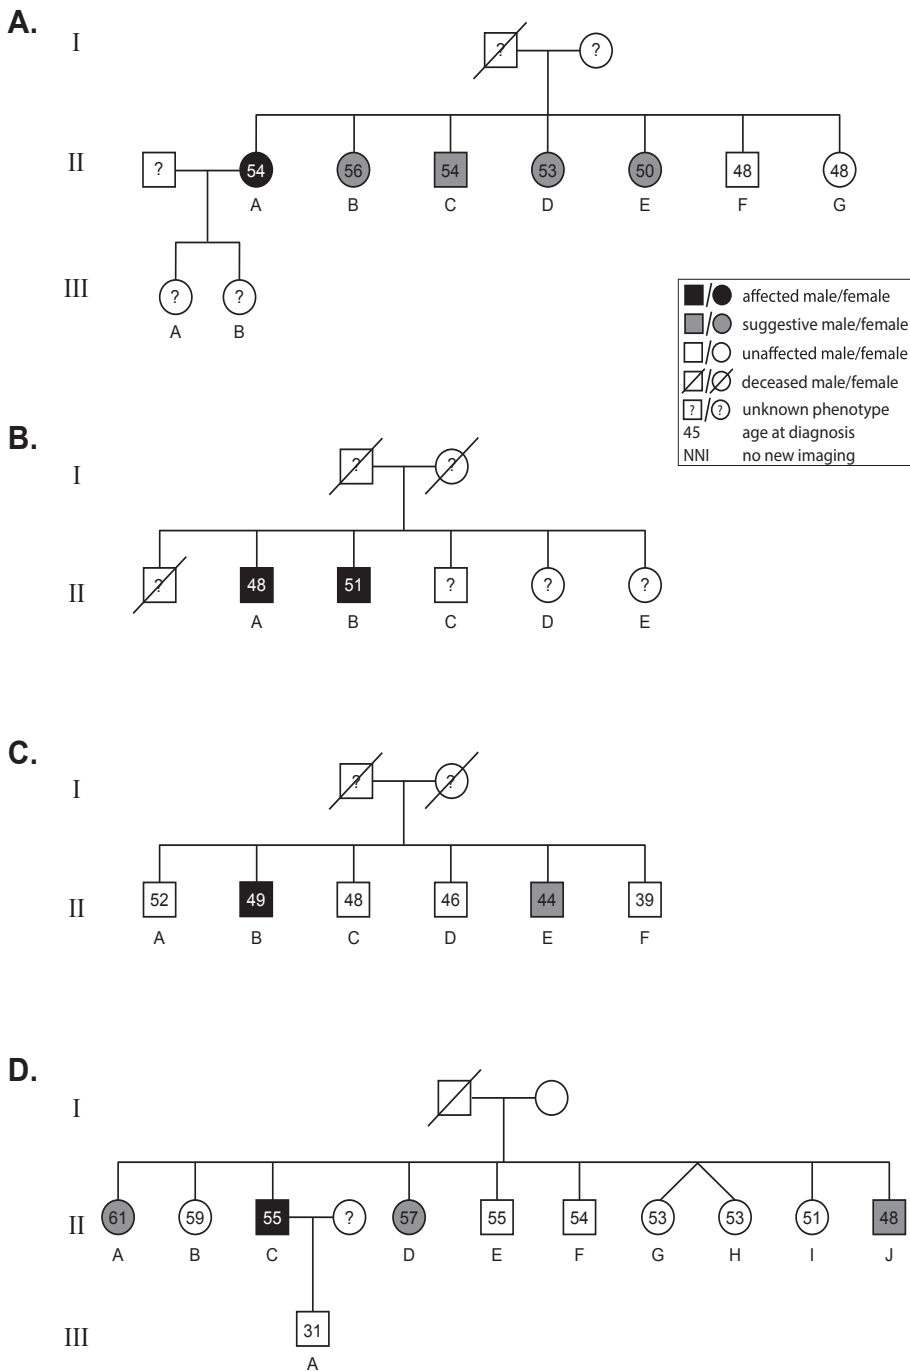 A.
I
? ?
II
? 54 56 54 53 50 48 48
A B C D E F G
III
? ?
A B
affected male/female
suggestive male/female
unaffected male/female
deceased male/female
? / ? unknown phenotype
45 age at diagnosis
NNI no new imaging
B.
I
? ?
II
? 48 51 ? ? ?
A B C D E
C.
I
? ?
II
52 49 48 46 44 39
A B C D E F
D.
I
II
61 59 55 ? 57 55 54 53 53 51 48
A B C D E F G H I J
III
31
A